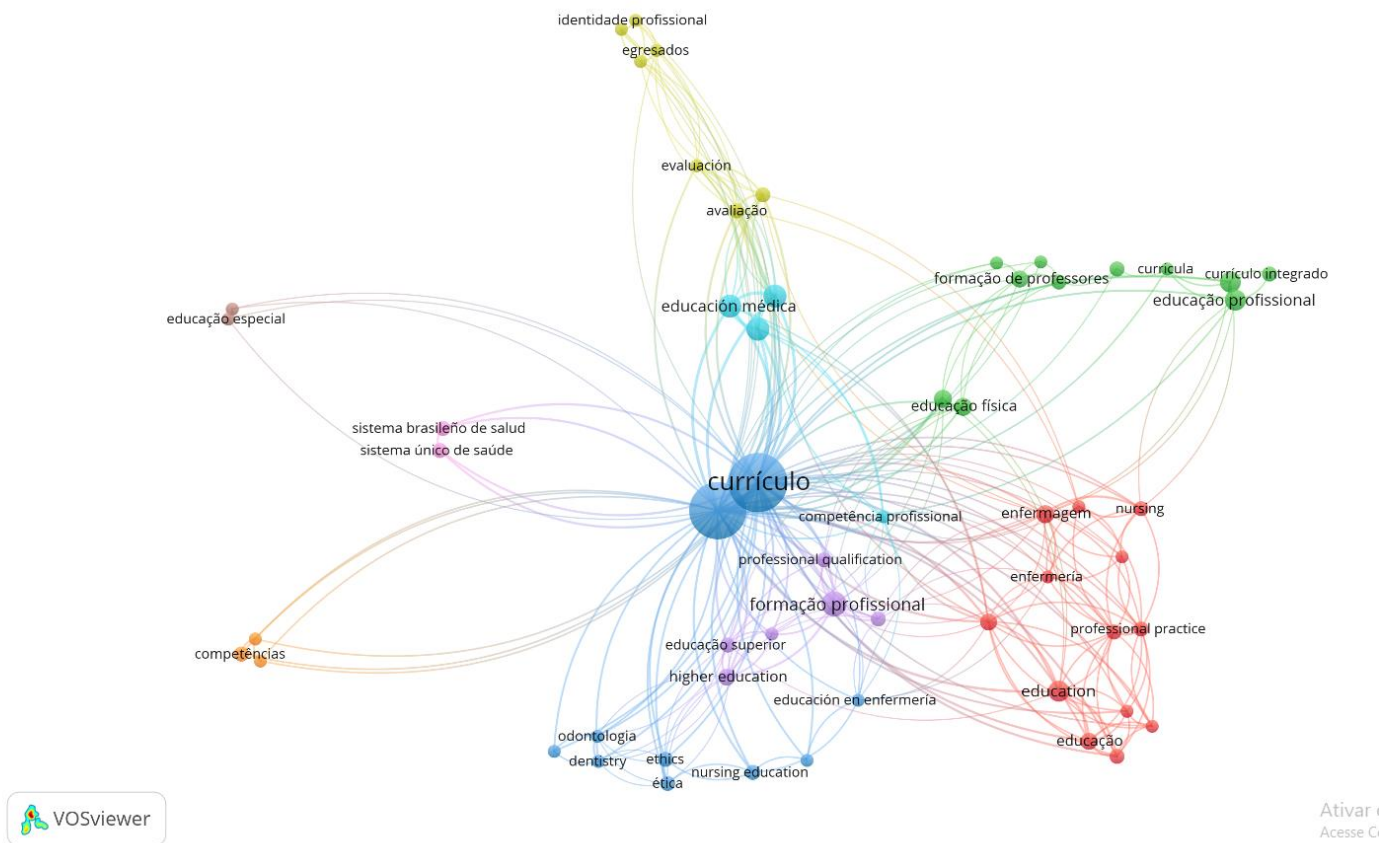 identidade profissional
egresados
evaluación
avaliação
educación médica
formação de professores
curricula
currículo integrado
educação profissional
educação especial
educação física
sistema brasileño de salud
sistema único de saúde
currículo
competência profissional
enfermagem
nursing
professional qualification
enfermería
formação profissional
professional practice
educação superior
competências
higher education
education
educación en enfermería
odontologia
educação
dentistry
ethics
nursing education
ética
VOSviewer
Ativar